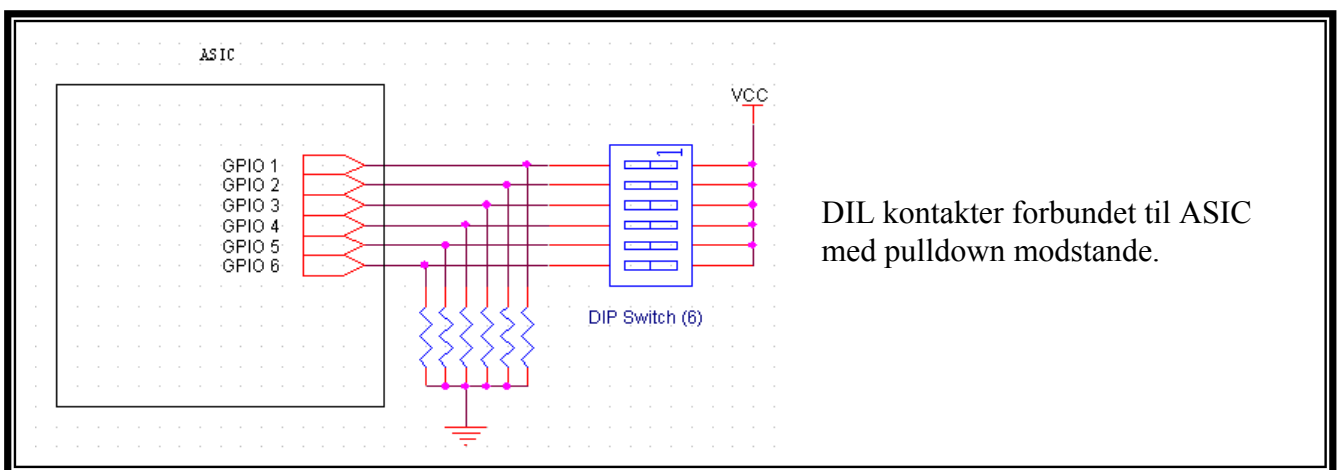 ASIC
VCC
1
GPIO 1
GPIO 2
GPIO 3
GPIO 4
GPIO 5
GPIO 6
DIP Switch (6)
DIL kontakter forbundet til ASIC
med pulldown modstande.